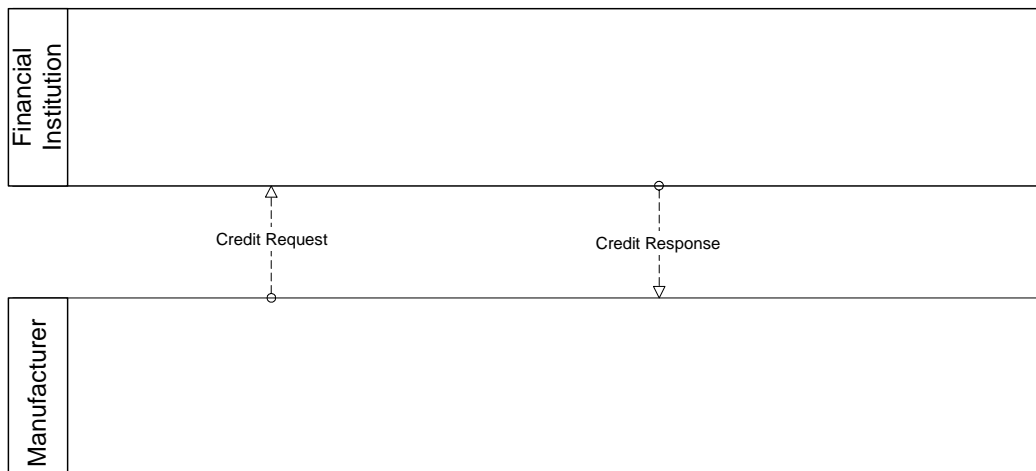 Financial
Institution
Credit Request
Credit Response
Manufacturer